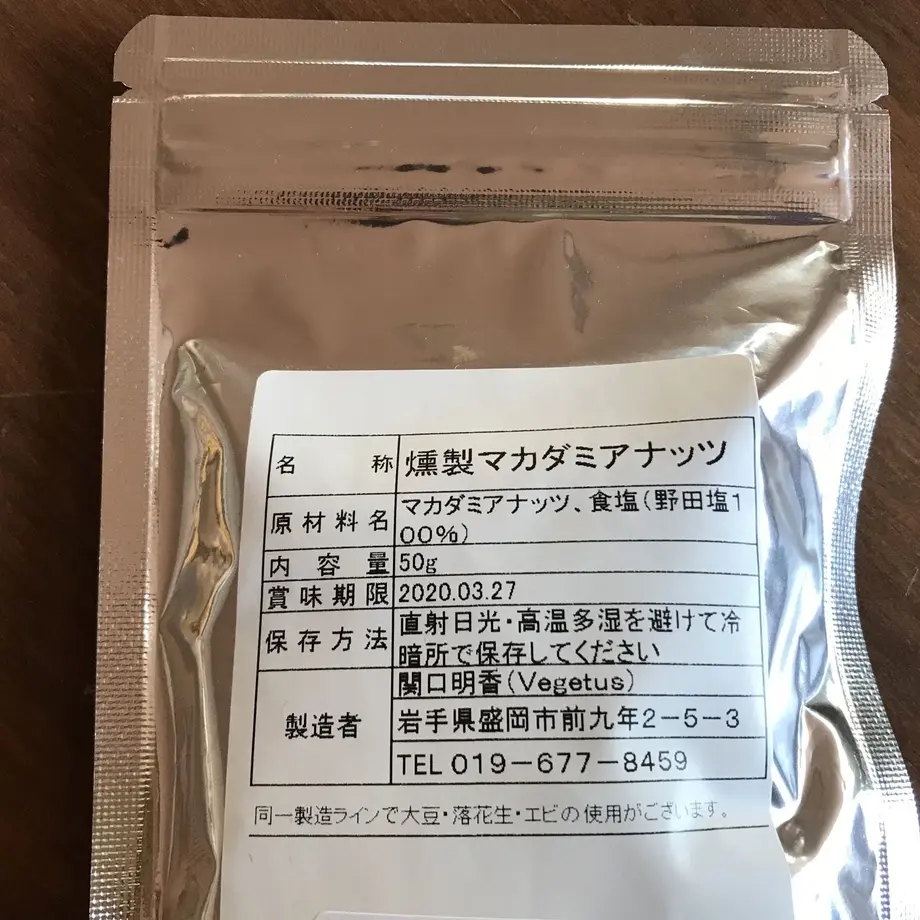 名称 燻製マカダミアナッツ
原材料名 マカダミアナッツ、食塩(野田塩1
00%)
内容量 50g
賞味期限 2020.03.27
保存方法 直射日光・高温多湿を避けて冷
暗所で保存してください
製造者 関口明香(Vegetus)
岩手県盛岡市前九年2-5-3
TEL 019-677-8459
同一製造ラインで大豆・落花生・エビの使用がございます。